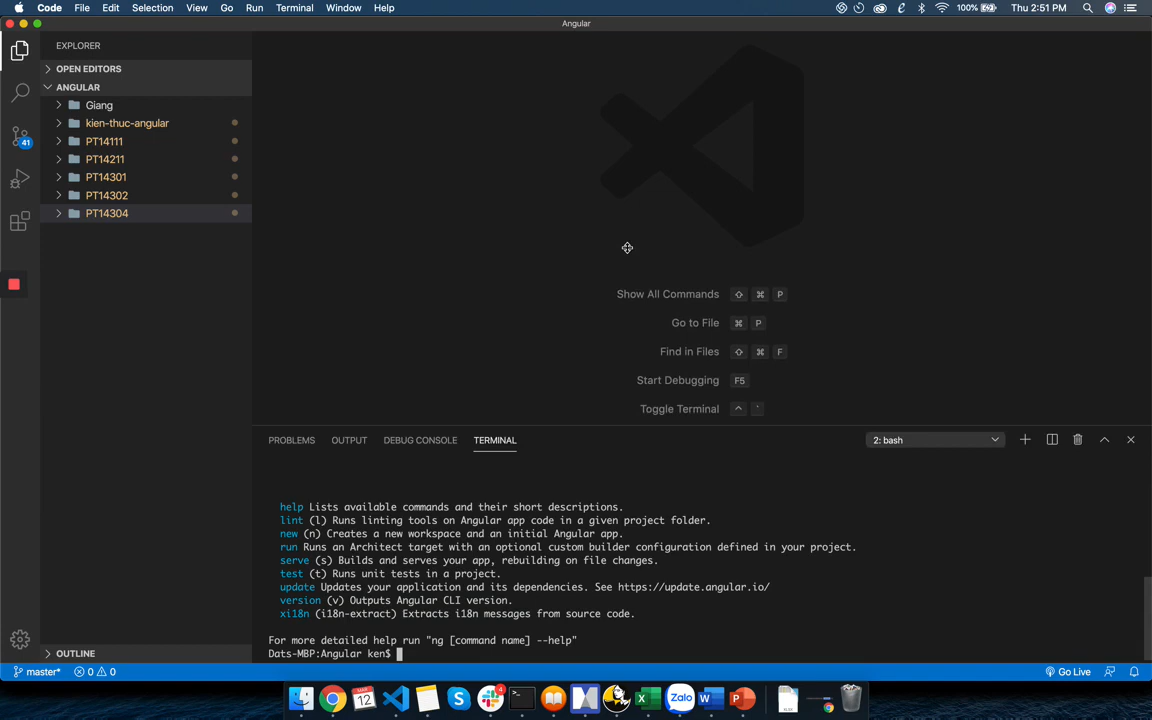 Code File Edit Selection View Go Run Terminal Window Help 100% Thu 2:51 PM
Angular
EXPLORER
OPEN EDITORS
ANGULAR
Giang
kien-thuc-angular
PT14111
PT14211
PT14301
PT14302
PT14304
41
Show All Commands ⇧ ⌘ P
Go to File ⌘ P
Find in Files ⇧ ⌘ F
Start Debugging F5
Toggle Terminal ^ `
PROBLEMS OUTPUT DEBUG CONSOLE TERMINAL 2: bash
help Lists available commands and their short descriptions.
lint (l) Runs linting tools on Angular app code in a given project folder.
new (n) Creates a new workspace and an initial Angular app.
run Runs an Architect target with an optional custom builder configuration defined in your project.
serve (s) Builds and serves your app, rebuilding on file changes.
test (t) Runs unit tests in a project.
update Updates your application and its dependencies. See https://update.angular.io/
version (v) Outputs Angular CLI version.
xi18n (i18n-extract) Extracts i18n messages from source code.
For more detailed help run "ng [command name] --help"
Dats-MBP:Angular ken$
OUTLINE
master* 0 0 Go Live
12
4
Zalo